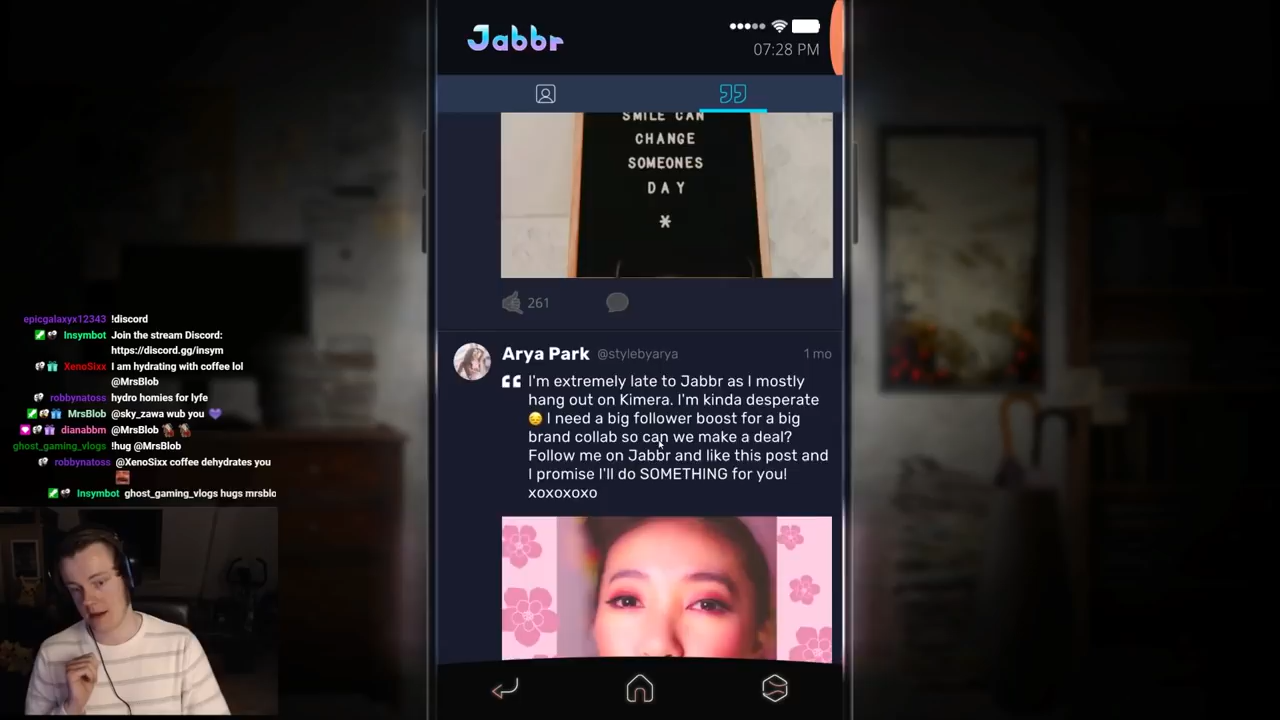 Jabbr
07:28 PM
SMILE CAN
CHANGE
SOMEONES
DAY
*
261
Arya Park @stylebyarya 1 mo
I'm extremely late to Jabbr as I mostly
hang out on Kimera. I'm kinda desperate
😔 I need a big follower boost for a big
brand collab so can we make a deal?
Follow me on Jabbr and like this post and
I promise I'll do SOMETHING for you!
xoxoxoxo
epicgalaxyx12343 !discord
Insymbot Join the stream Discord:
https://discord.gg/insym
XenoSixx I am hydrating with coffee lol
@MrsBlob
robbynatoss hydro homies for lyfe
MrsBlob @sky_zawa wub you 💜
dianabbm @MrsBlob
ghost_gaming_vlogs !hug @MrsBlob
robbynatoss @XenoSixx coffee dehydrates you
Insymbot ghost_gaming_vlogs hugs mrsblo